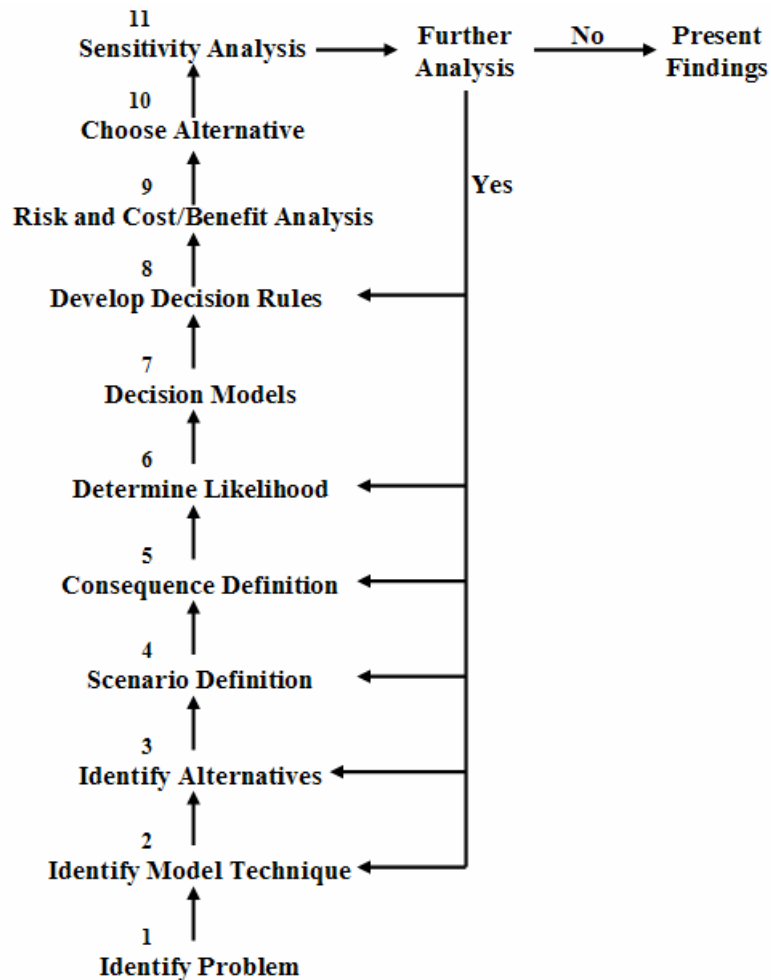 11
Sensitivity Analysis
Further
Analysis
No
Present
Findings
10
Choose Alternative
Yes
9
Risk and Cost/Benefit Analysis
8
Develop Decision Rules
7
Decision Models
6
Determine Likelihood
5
Consequence Definition
4
Scenario Definition
3
Identify Alternatives
2
Identify Model Technique
1
Identify Problem